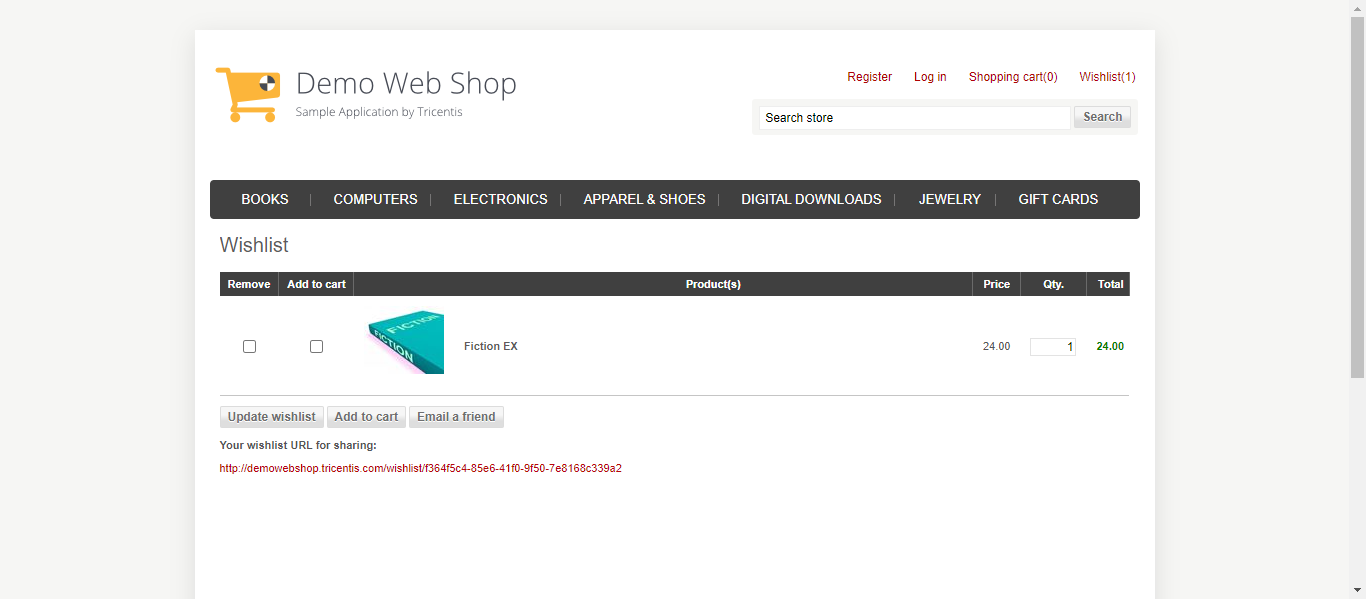 Demo Web Shop
Sample Application by Tricentis
Register Log in Shopping cart(0) Wishlist(1)
Search store Search
BOOKS COMPUTERS ELECTRONICS APPAREL & SHOES DIGITAL DOWNLOADS JEWELRY GIFT CARDS
Wishlist
Remove Add to cart Product(s) Price Qty. Total
FICTION
FICTION
Fiction EX 24.00 1 24.00
Update wishlist Add to cart Email a friend
Your wishlist URL for sharing:
http://demowebshop.tricentis.com/wishlist/f364f5c4-85e6-41f0-9f50-7e8168c339a2